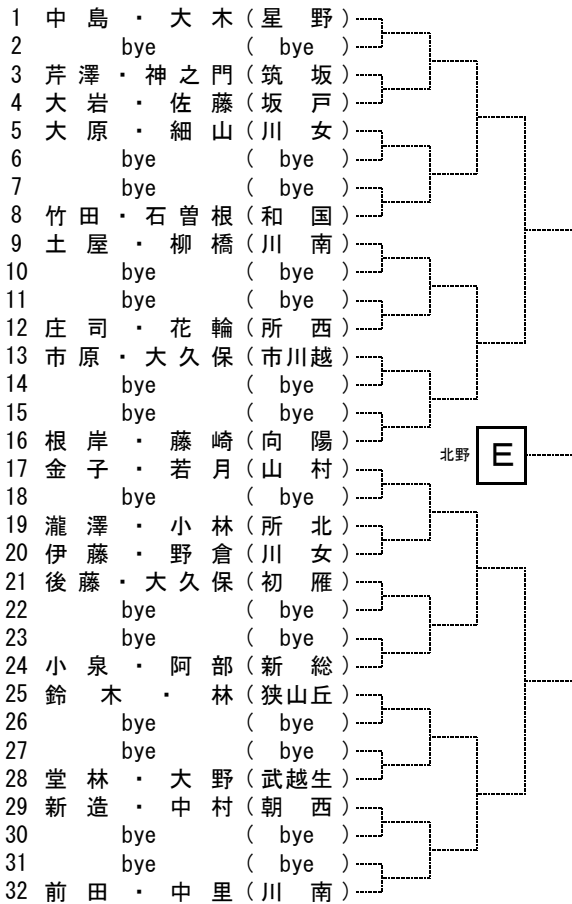 1 中島・大木(星野)
2 bye ( bye )
3 芹澤・神之門(筑坂)
4 大岩・佐藤(坂戸)
5 大原・細山(川女)
6 bye ( bye )
7 bye ( bye )
8 竹田・石曽根(和国)
9 土屋・柳橋(川南)
10 bye ( bye )
11 bye ( bye )
12 庄司・花輪(所西)
13 市原・大久保(市川越)
14 bye ( bye )
15 bye ( bye )
16 根岸・藤崎(向陽)
北野 E
17 金子・若月(山村)
18 bye ( bye )
19 瀧澤・小林(所北)
20 伊藤・野倉(川女)
21 後藤・大久保(初雁)
22 bye ( bye )
23 bye ( bye )
24 小泉・阿部(新総)
25 鈴木・林(狭山丘)
26 bye ( bye )
27 bye ( bye )
28 堂林・大野(武越生)
29 新造・中村(朝西)
30 bye ( bye )
31 bye ( bye )
32 前田・中里(川南)